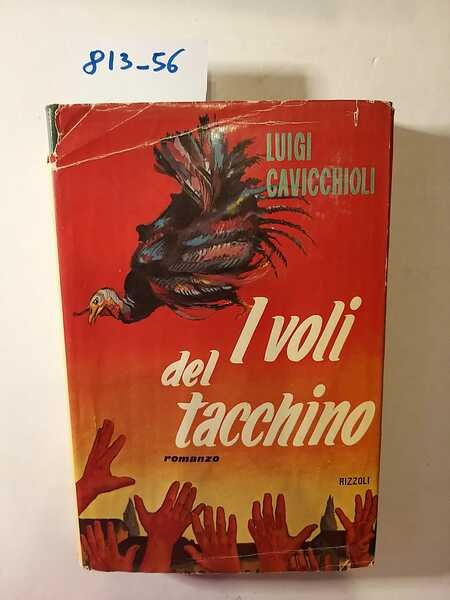 813-56
LUIGI
CAVICCHIOLI
I voli
del
tacchino
romanzo
RIZZOLI